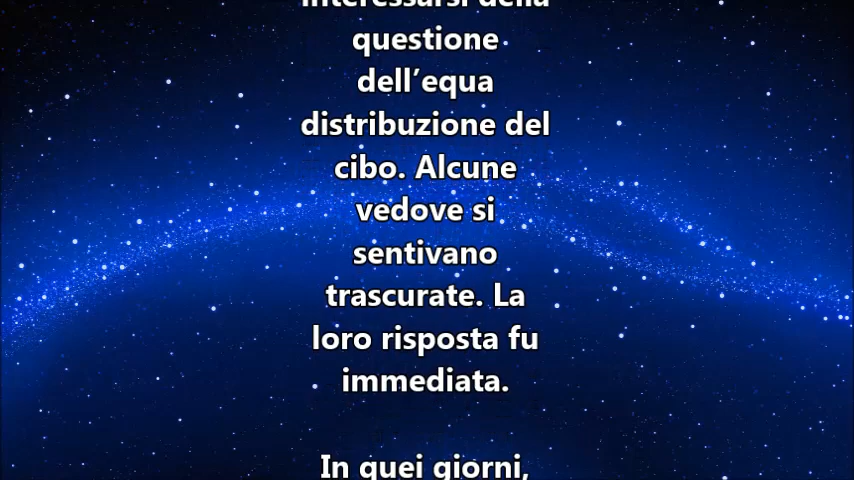 interessarsi della
questione
dell’equa
distribuzione del
cibo. Alcune
vedove si
sentivano
trascurate. La
loro risposta fu
immediata.
In quei giorni,